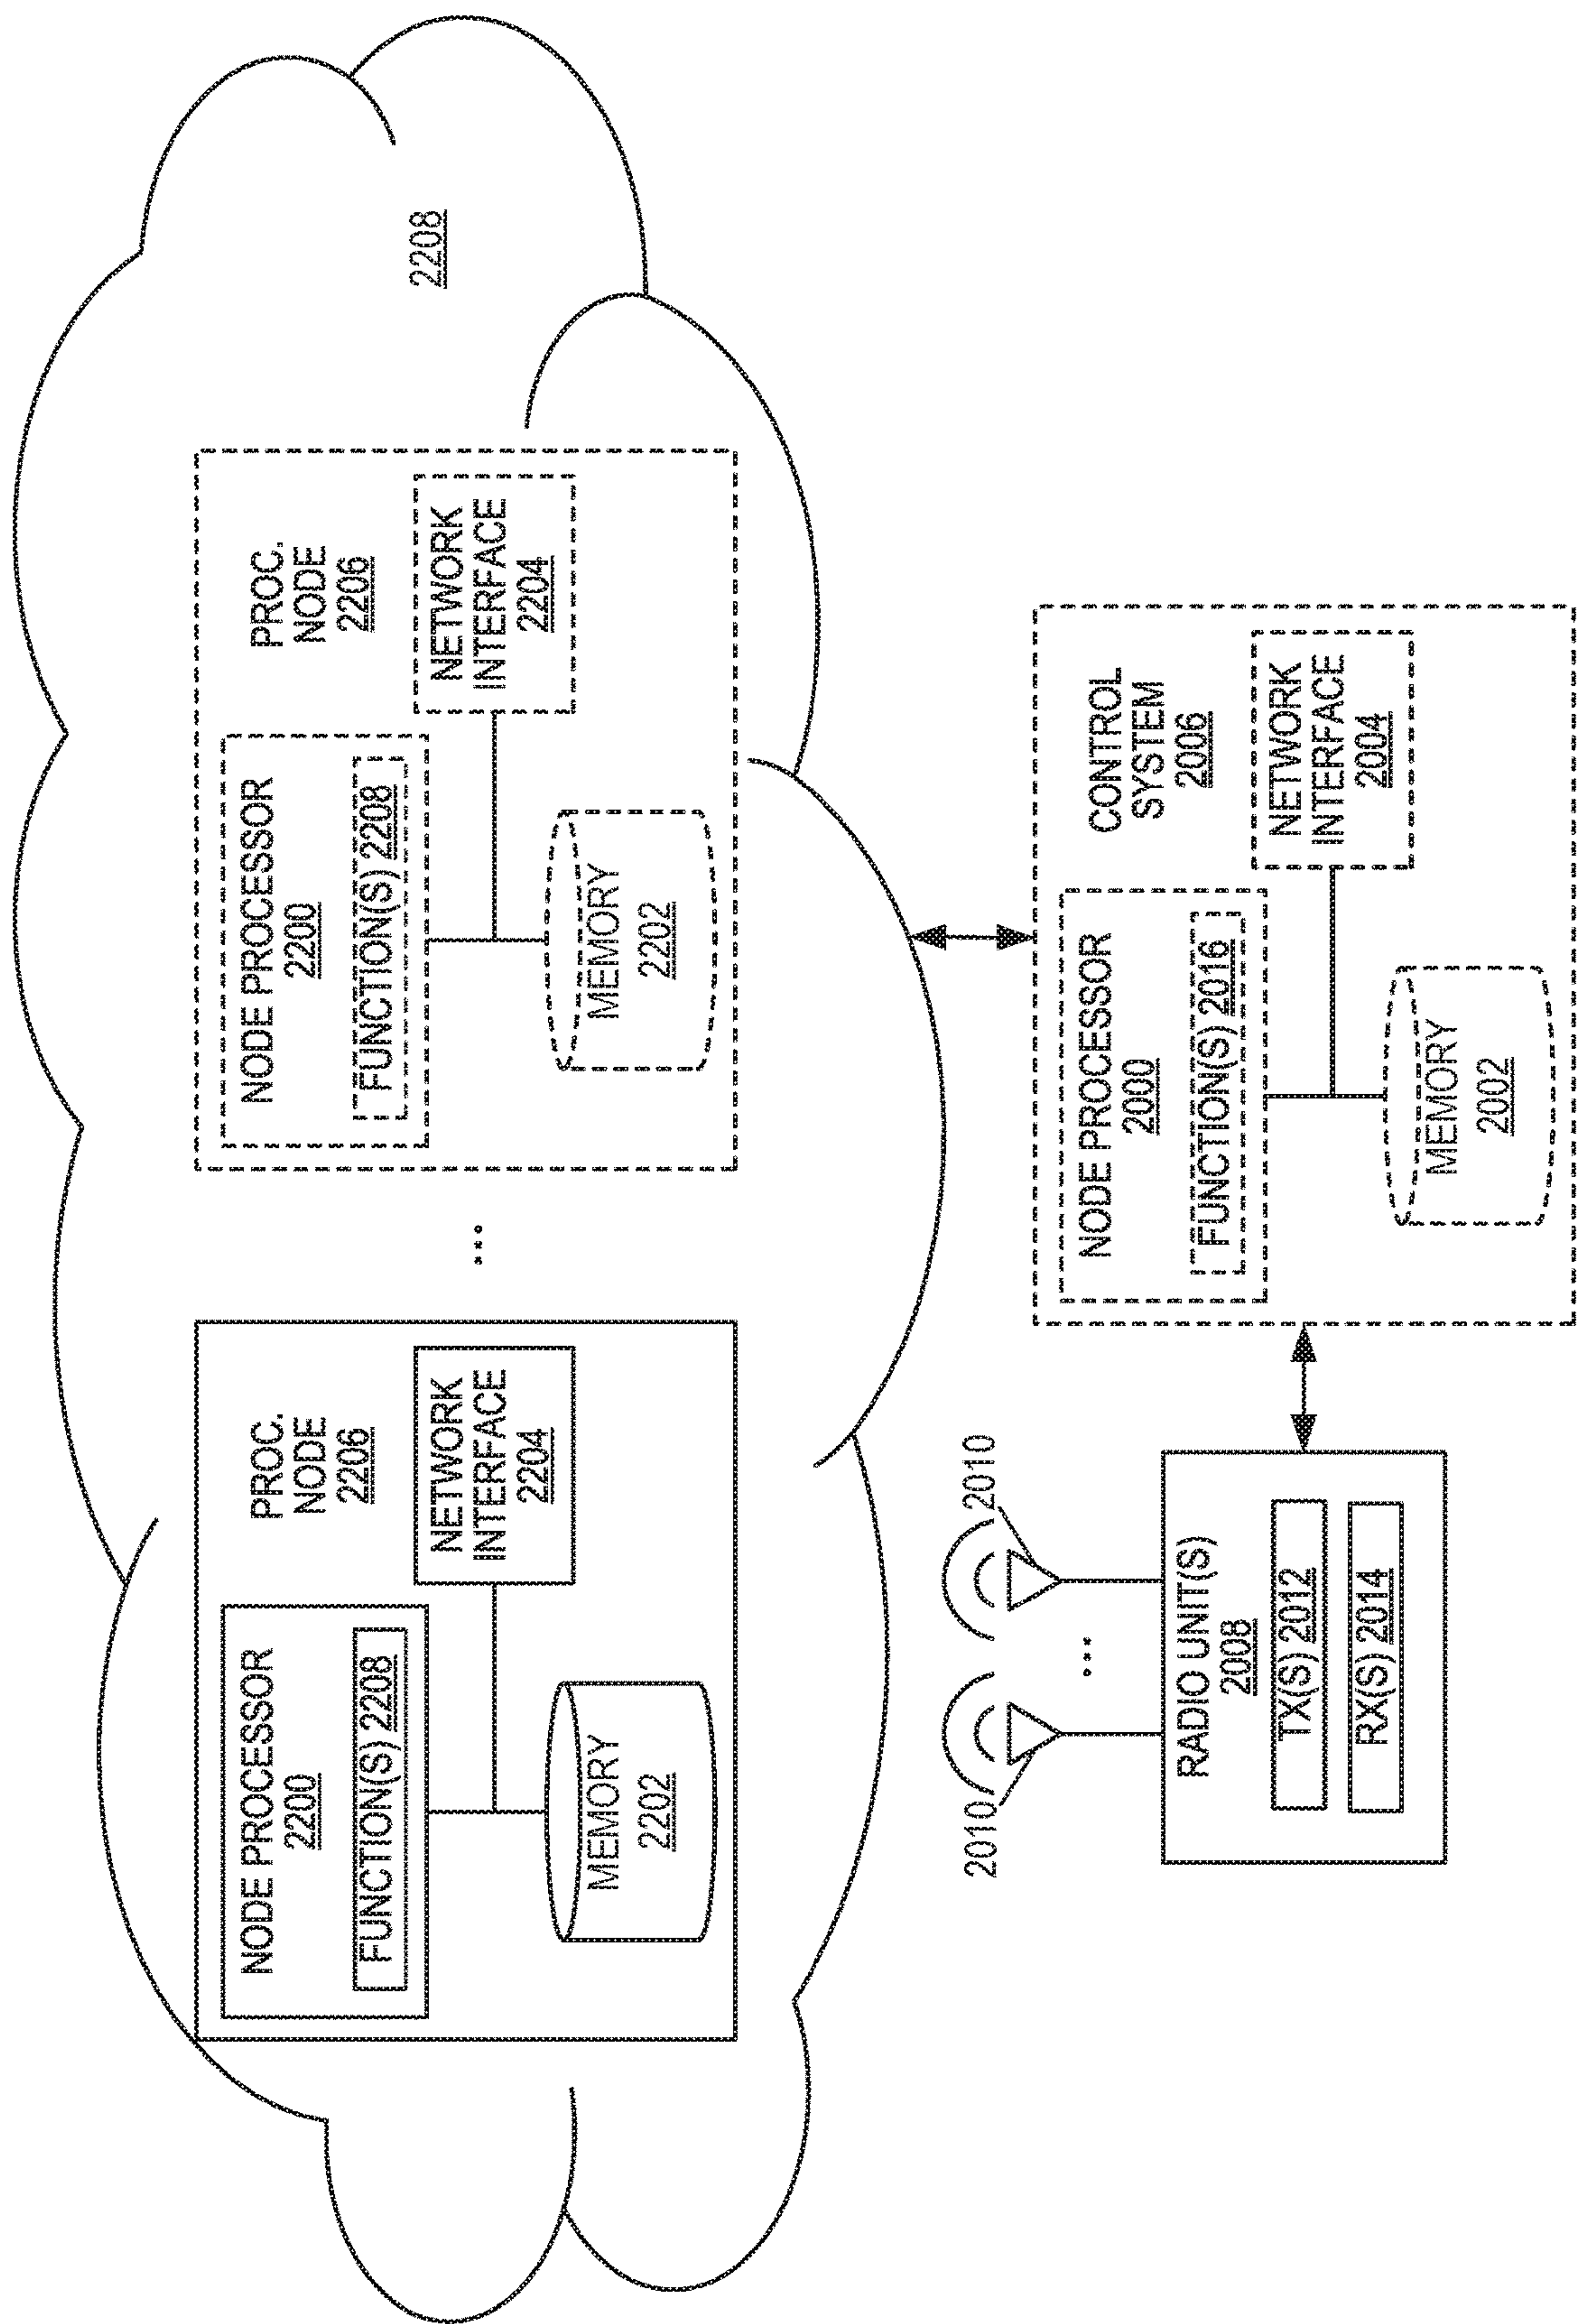 2208
NODE PROCESSOR
2200
FUNCTION(S) 2208
PROC.
NODE
2206
NETWORK
INTERFACE
2204
MEMORY
2202
...
NODE PROCESSOR
2200
FUNCTION(S) 2208
PROC.
NODE
2206
NETWORK
INTERFACE
2204
MEMORY
2202
2010
...
2010
RADIO UNIT(S)
2008
TX(S) 2012
RX(S) 2014
NODE PROCESSOR
2000
FUNCTION(S) 2016
CONTROL
SYSTEM
2006
NETWORK
INTERFACE
2004
MEMORY
2002